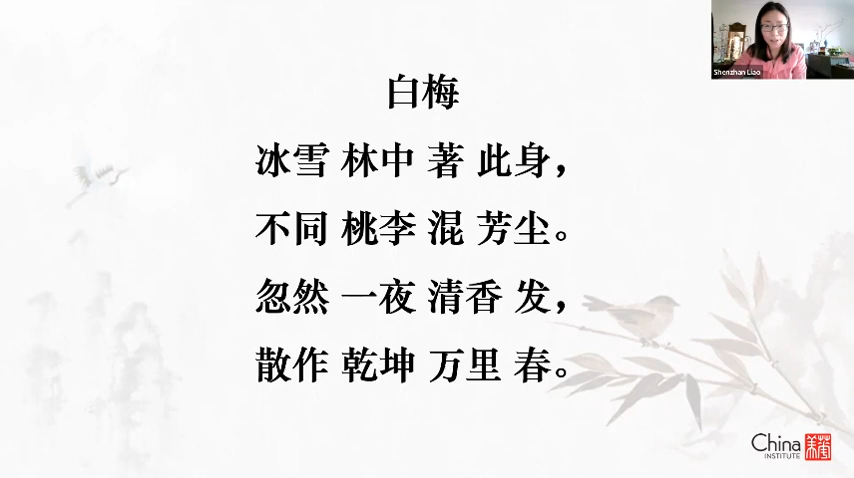 Shenzhan Liao
白梅
冰雪 林中 著 此身，
不同 桃李 混 芳尘。
忽然 一夜 清香 发，
散作 乾坤 万里 春。
China
INSTITUTE